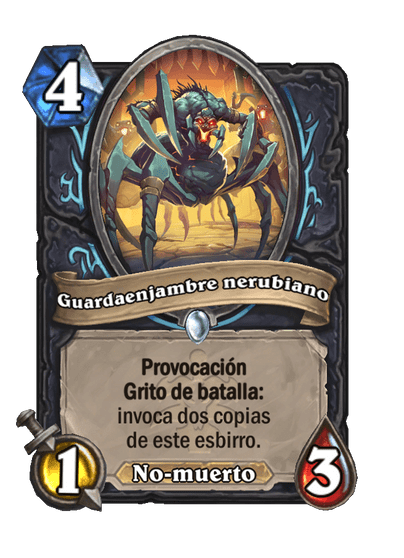 4
Guardaenjambre nerubiano
Provocación
Grito de batalla:
invoca dos copias
de este esbirro.
No-muerto
1
3